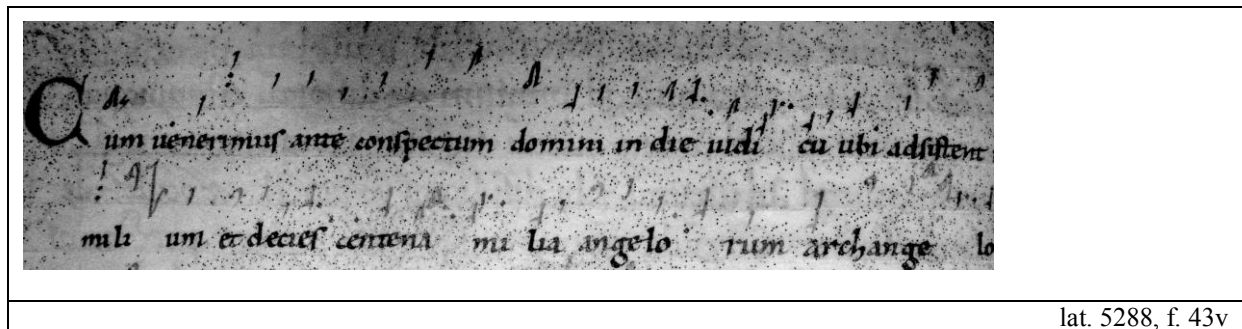 Cum uenerimus ante conspectum domini in die iudi cii ubi adsistent
mili um et decies centena mi lia angelo rum archange lo
lat. 5288, f. 43v